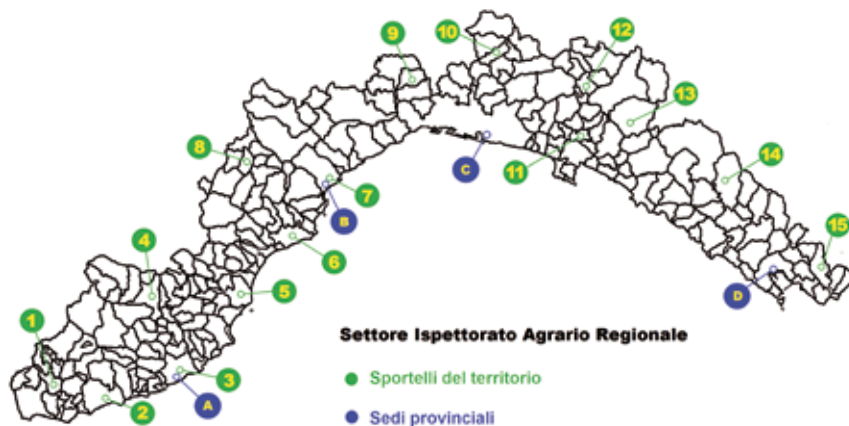 9
10
12
13
8
11
C
14
7
B
4
6
15
5
D
1
Settore Ispettorato Agrario Regionale
3
Sportelli del territorio
2
A
Sedi provinciali